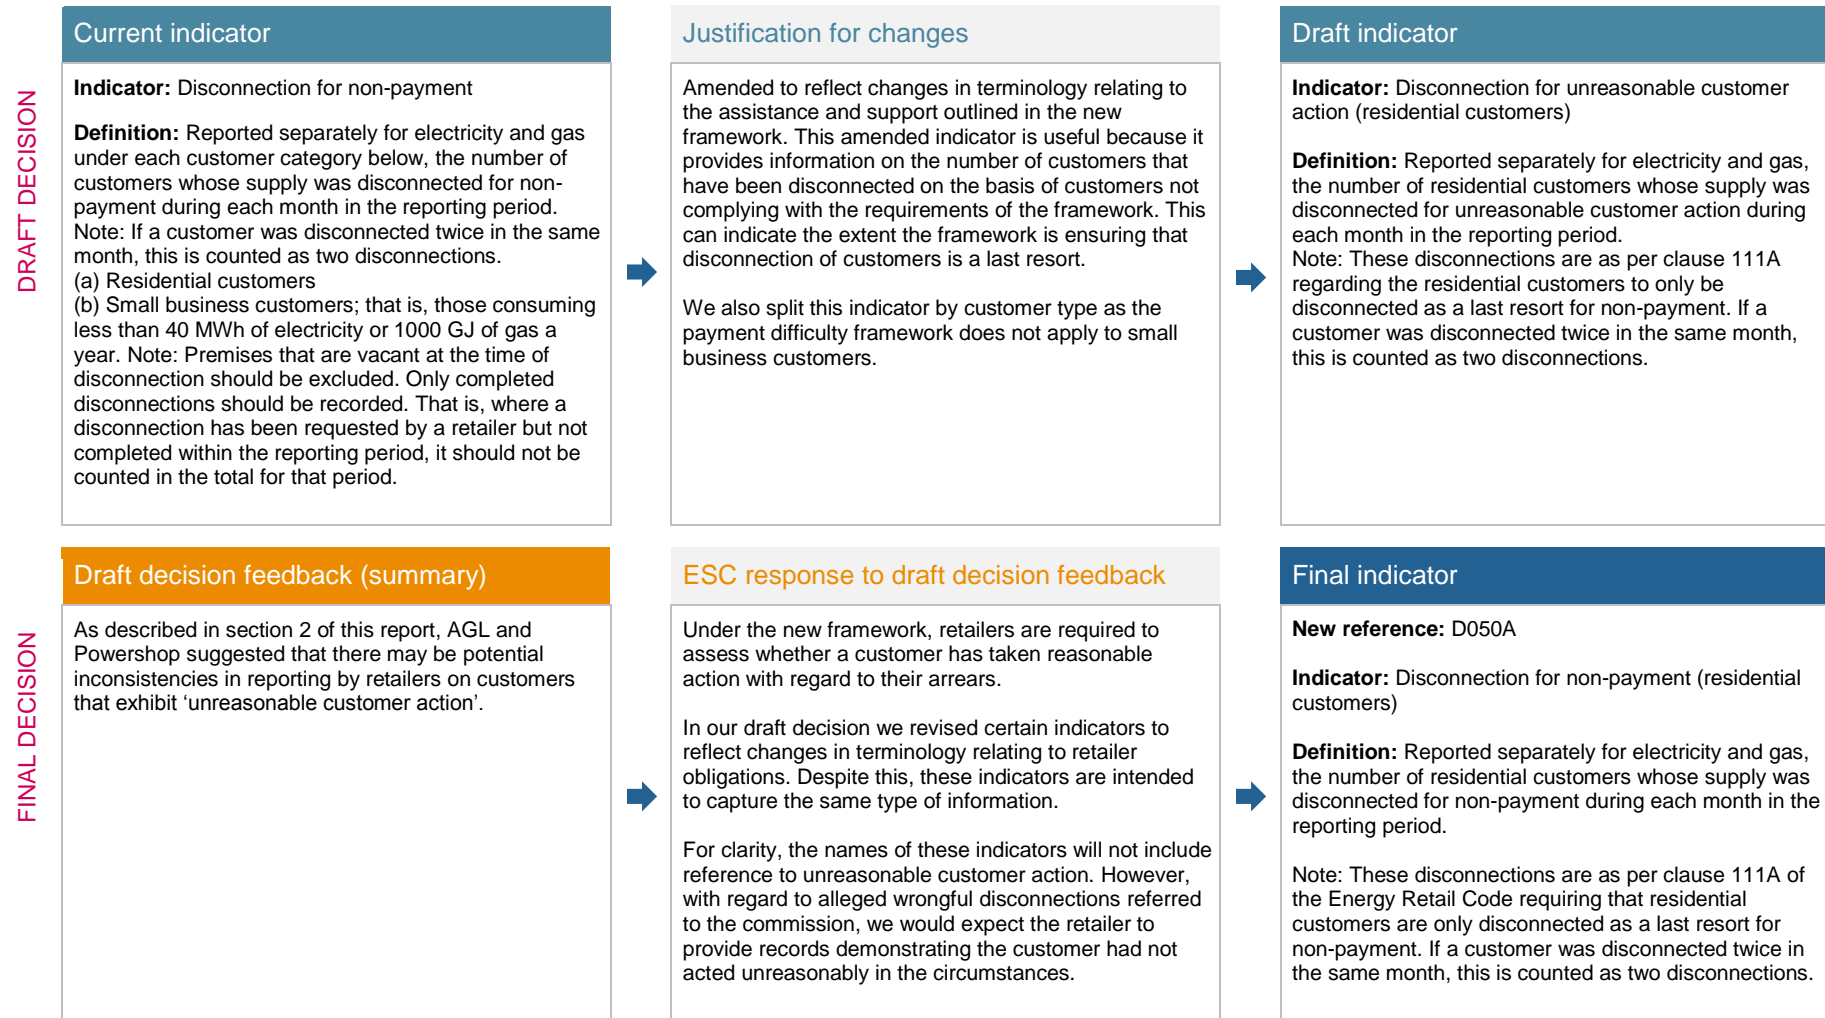 DRAFT DECISION
Current indicator
Indicator: Disconnection for non-payment
Definition: Reported separately for electricity and gas
under each customer category below, the number of
customers whose supply was disconnected for non-
payment during each month in the reporting period.
Note: If a customer was disconnected twice in the same
month, this is counted as two disconnections.
(a) Residential customers
(b) Small business customers; that is, those consuming
less than 40 MWh of electricity or 1000 GJ of gas a
year. Note: Premises that are vacant at the time of
disconnection should be excluded. Only completed
disconnections should be recorded. That is, where a
disconnection has been requested by a retailer but not
completed within the reporting period, it should not be
counted in the total for that period.
Justification for changes
Amended to reflect changes in terminology relating to
the assistance and support outlined in the new
framework. This amended indicator is useful because it
provides information on the number of customers that
have been disconnected on the basis of customers not
complying with the requirements of the framework. This
can indicate the extent the framework is ensuring that
disconnection of customers is a last resort.
We also split this indicator by customer type as the
payment difficulty framework does not apply to small
business customers.
Draft indicator
Indicator: Disconnection for unreasonable customer
action (residential customers)
Definition: Reported separately for electricity and gas,
the number of residential customers whose supply was
disconnected for unreasonable customer action during
each month in the reporting period.
Note: These disconnections are as per clause 111A
regarding the residential customers to only be
disconnected as a last resort for non-payment. If a
customer was disconnected twice in the same month,
this is counted as two disconnections.
FINAL DECISION
Draft decision feedback (summary)
As described in section 2 of this report, AGL and
Powershop suggested that there may be potential
inconsistencies in reporting by retailers on customers
that exhibit ‘unreasonable customer action’.
ESC response to draft decision feedback
Under the new framework, retailers are required to
assess whether a customer has taken reasonable
action with regard to their arrears.
In our draft decision we revised certain indicators to
reflect changes in terminology relating to retailer
obligations. Despite this, these indicators are intended
to capture the same type of information.
For clarity, the names of these indicators will not include
reference to unreasonable customer action. However,
with regard to alleged wrongful disconnections referred
to the commission, we would expect the retailer to
provide records demonstrating the customer had not
acted unreasonably in the circumstances.
Final indicator
New reference: D050A
Indicator: Disconnection for non-payment (residential
customers)
Definition: Reported separately for electricity and gas,
the number of residential customers whose supply was
disconnected for non-payment during each month in the
reporting period.
Note: These disconnections are as per clause 111A of
the Energy Retail Code requiring that residential
customers are only disconnected as a last resort for
non-payment. If a customer was disconnected twice in
the same month, this is counted as two disconnections.